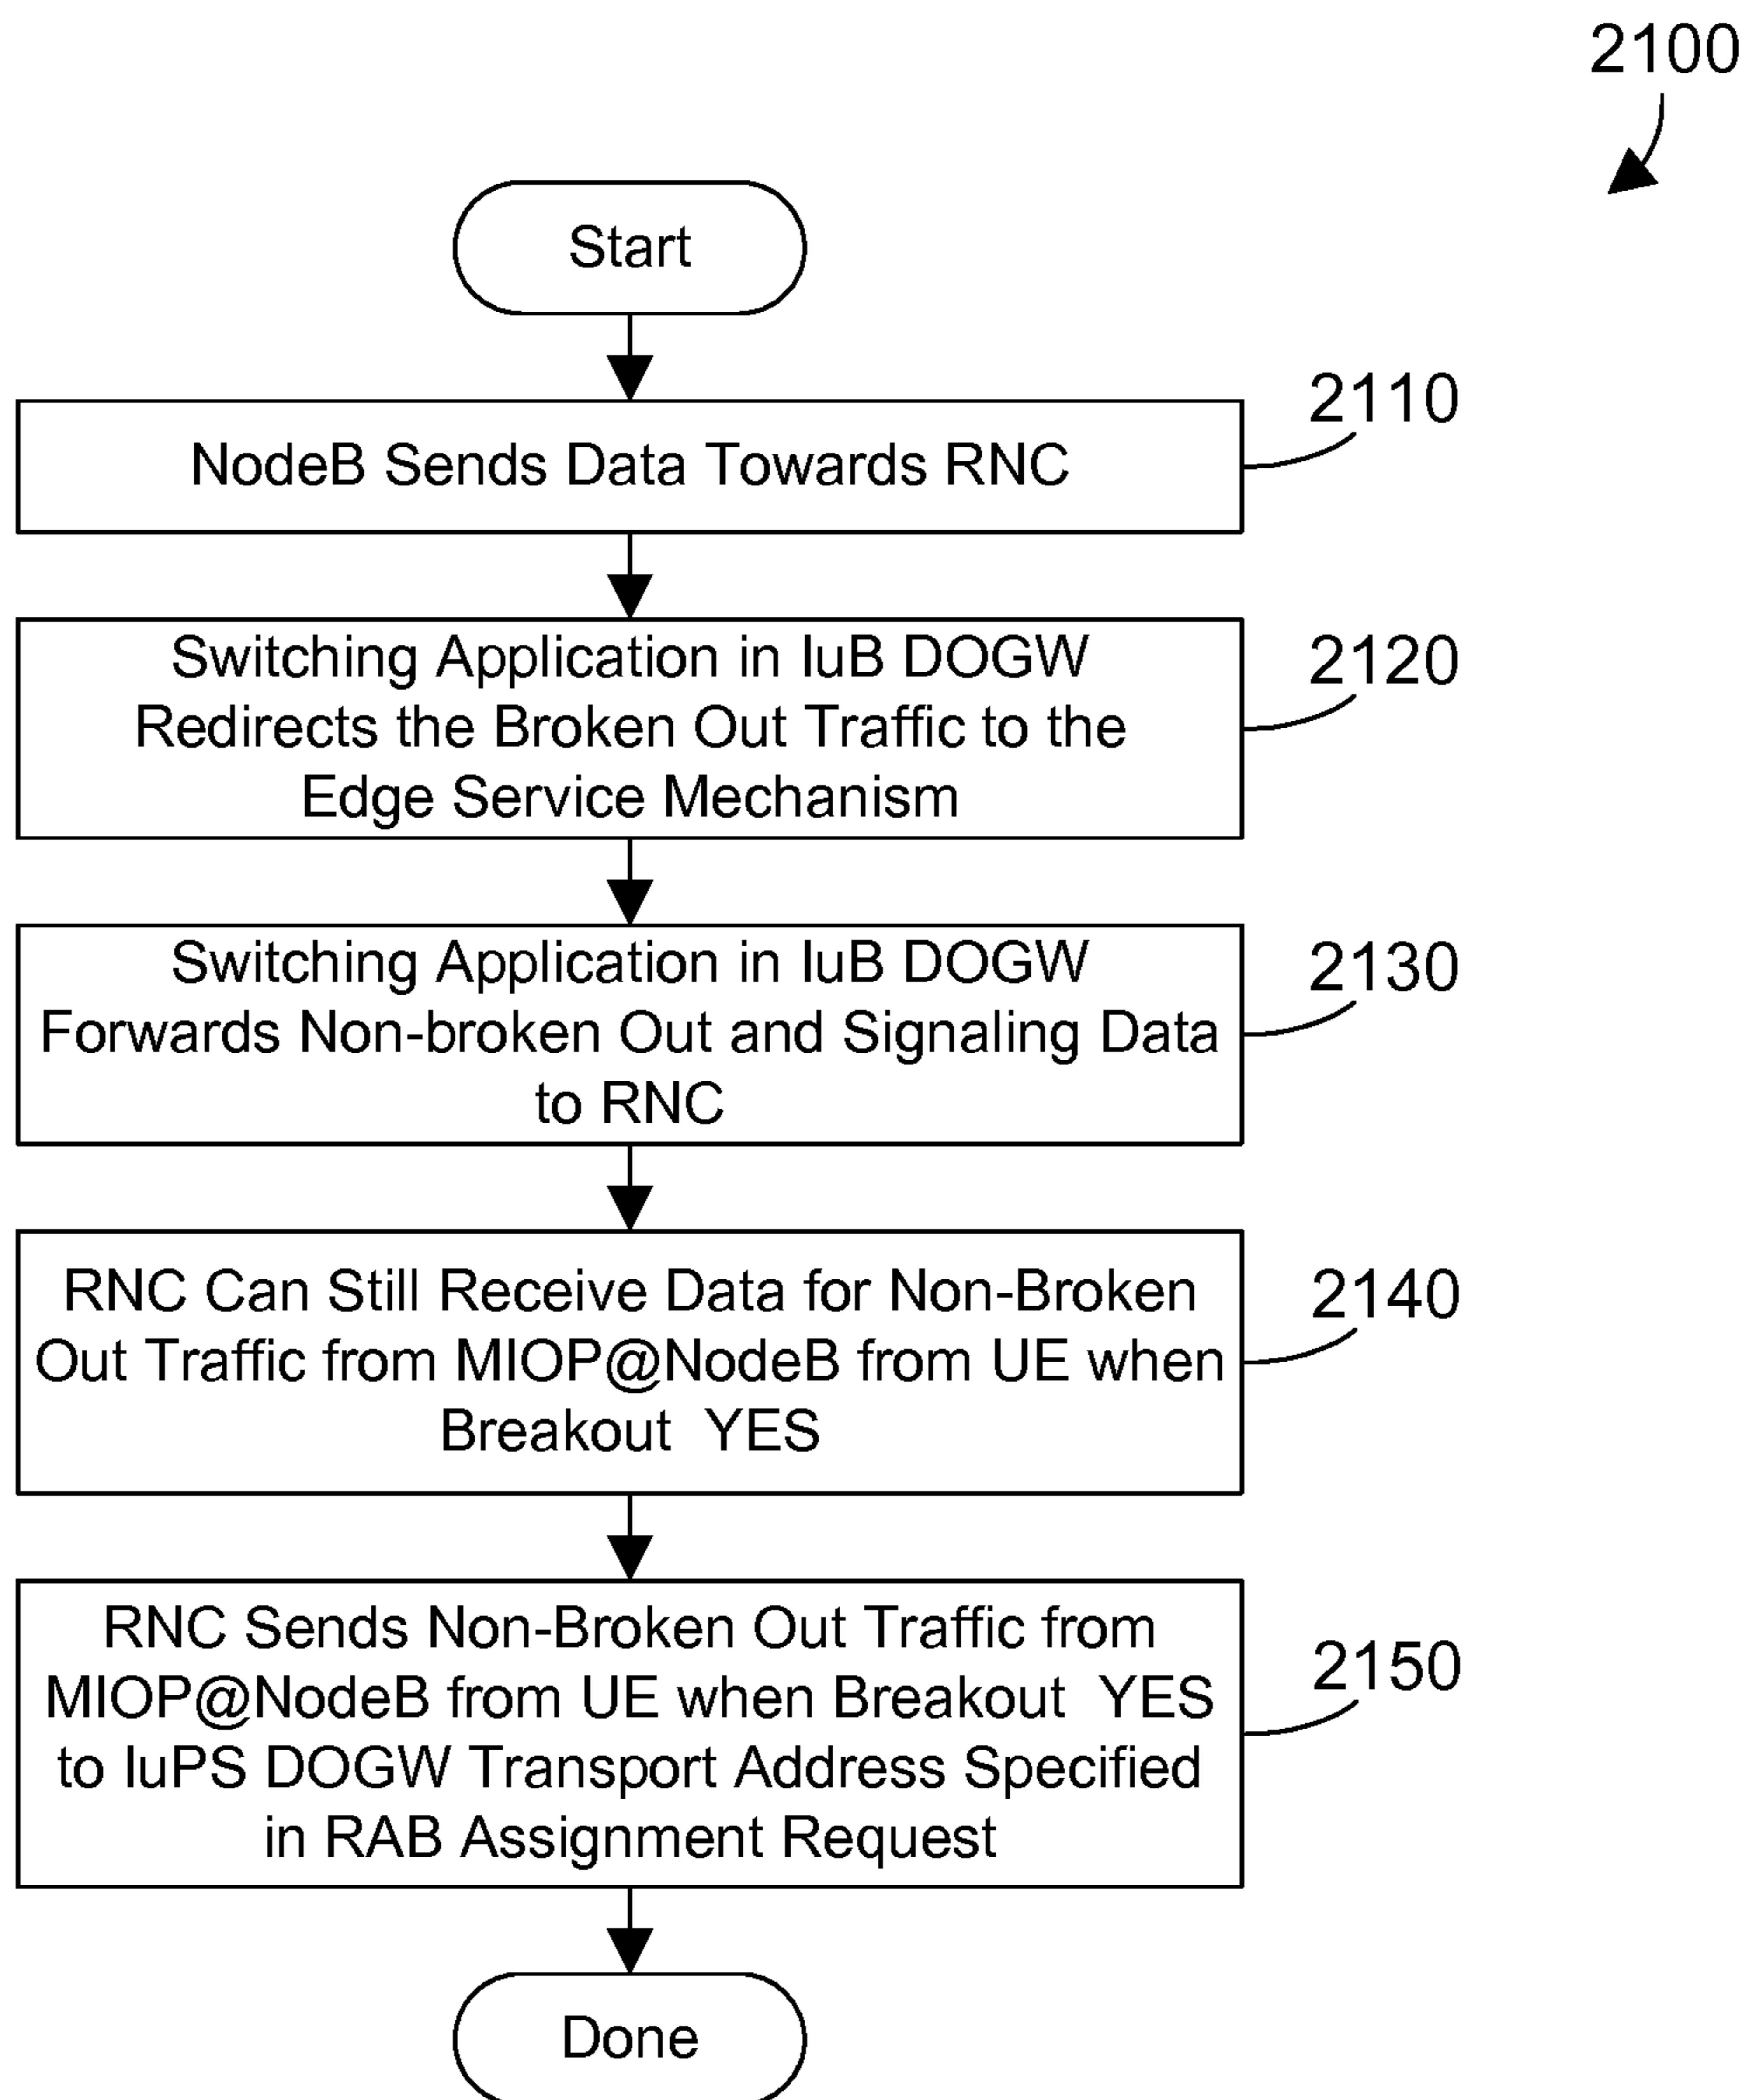 2100
Start
NodeB Sends Data Towards RNC
2110
Switching Application in IuB DOGW
Redirects the Broken Out Traffic to the
Edge Service Mechanism
2120
Switching Application in IuB DOGW
Forwards Non-broken Out and Signaling Data
to RNC
2130
RNC Can Still Receive Data for Non-Broken
Out Traffic from MIOP@NodeB from UE when
Breakout  YES
2140
RNC Sends Non-Broken Out Traffic from
MIOP@NodeB from UE when Breakout  YES
to IuPS DOGW Transport Address Specified
in RAB Assignment Request
2150
Done